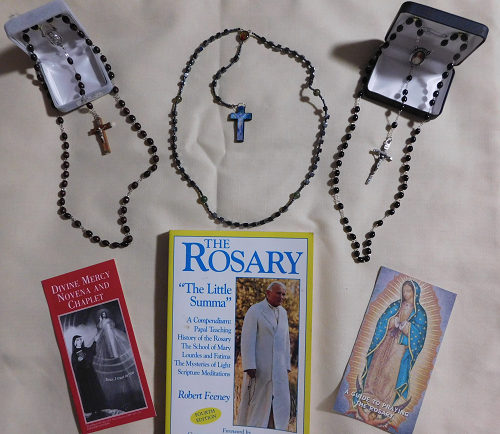 DIVINE MERCY
NOVENA AND
CHAPLET
THE
ROSARY
"The Little
Summa"
A Compendium:
Papal Teaching
History of the Rosary
The School of Mary
Lourdes and Fatima
The Mysteries of Light
Scripture Meditations
Robert Feeney
FOURTH
EDITION
Foreword by
A GUIDE TO PRAYING
THE ROSARY